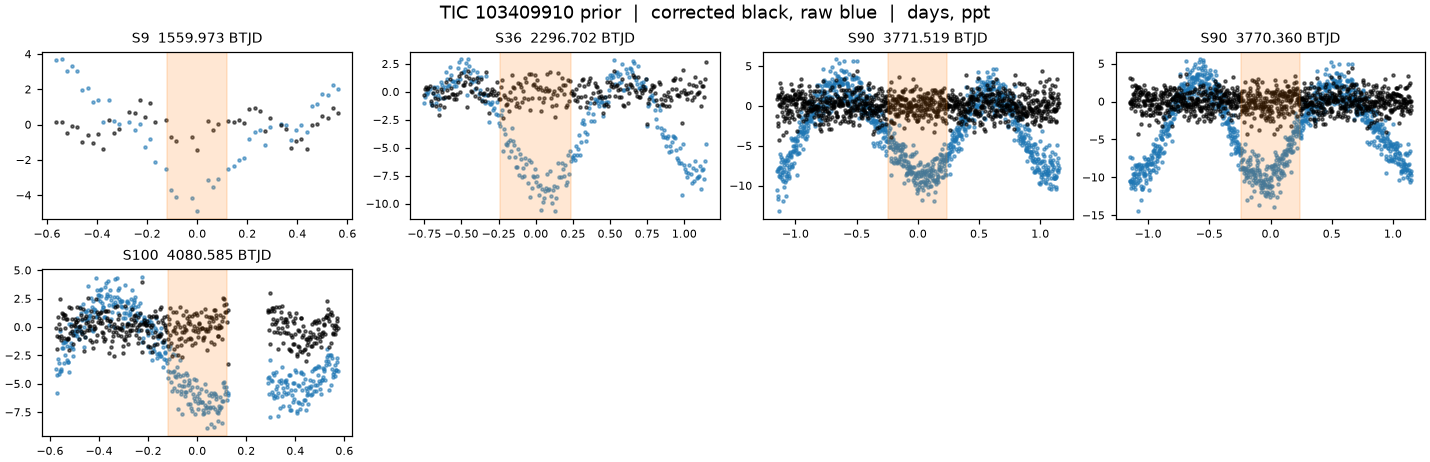 TIC 103409910 prior | corrected black, raw blue | days, ppt
S9 1559.973 BTJD
S36 2296.702 BTJD
S90 3771.519 BTJD
S90 3770.360 BTJD
4
2
0
−2
−4
−0.6 −0.4 −0.2 0.0 0.2 0.4 0.6
2.5
0.0
−2.5
−5.0
−7.5
−10.0
−0.75 −0.50 −0.25 0.00 0.25 0.50 0.75 1.00
5
0
−5
−10
−1.0 −0.5 0.0 0.5 1.0
5
0
−5
−10
−15
−1.0 −0.5 0.0 0.5 1.0
S100 4080.585 BTJD
5.0
2.5
0.0
−2.5
−5.0
−7.5
−0.6 −0.4 −0.2 0.0 0.2 0.4 0.6